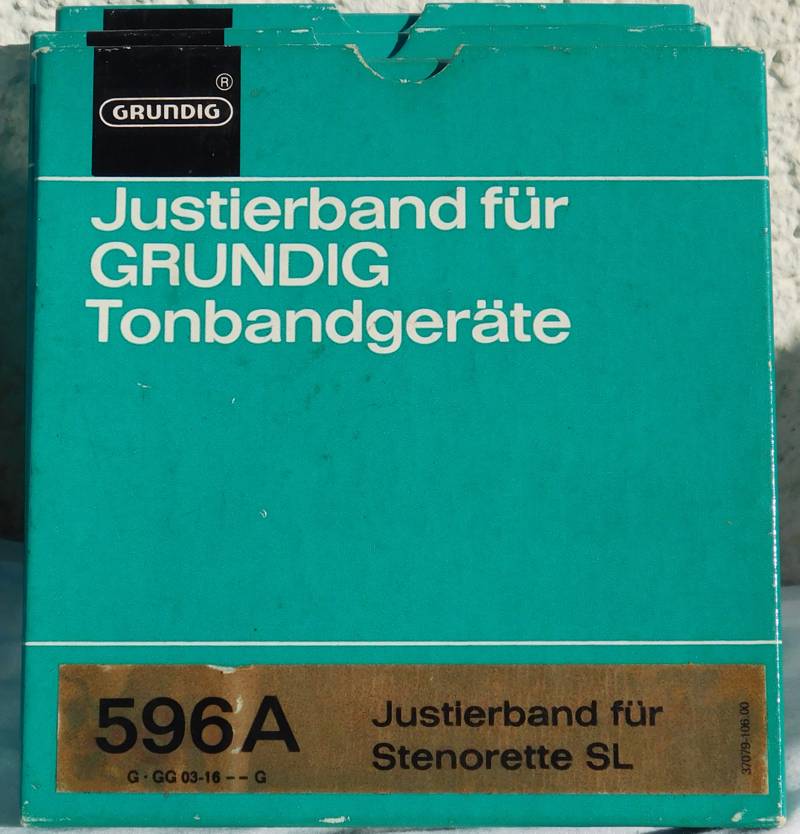 ®
GRUNDIG
Justierband für
GRUNDIG
Tonbandgeräte
596A
G · GG 03-16 -- G
Justierband für
Stenorette SL
37079-106.00